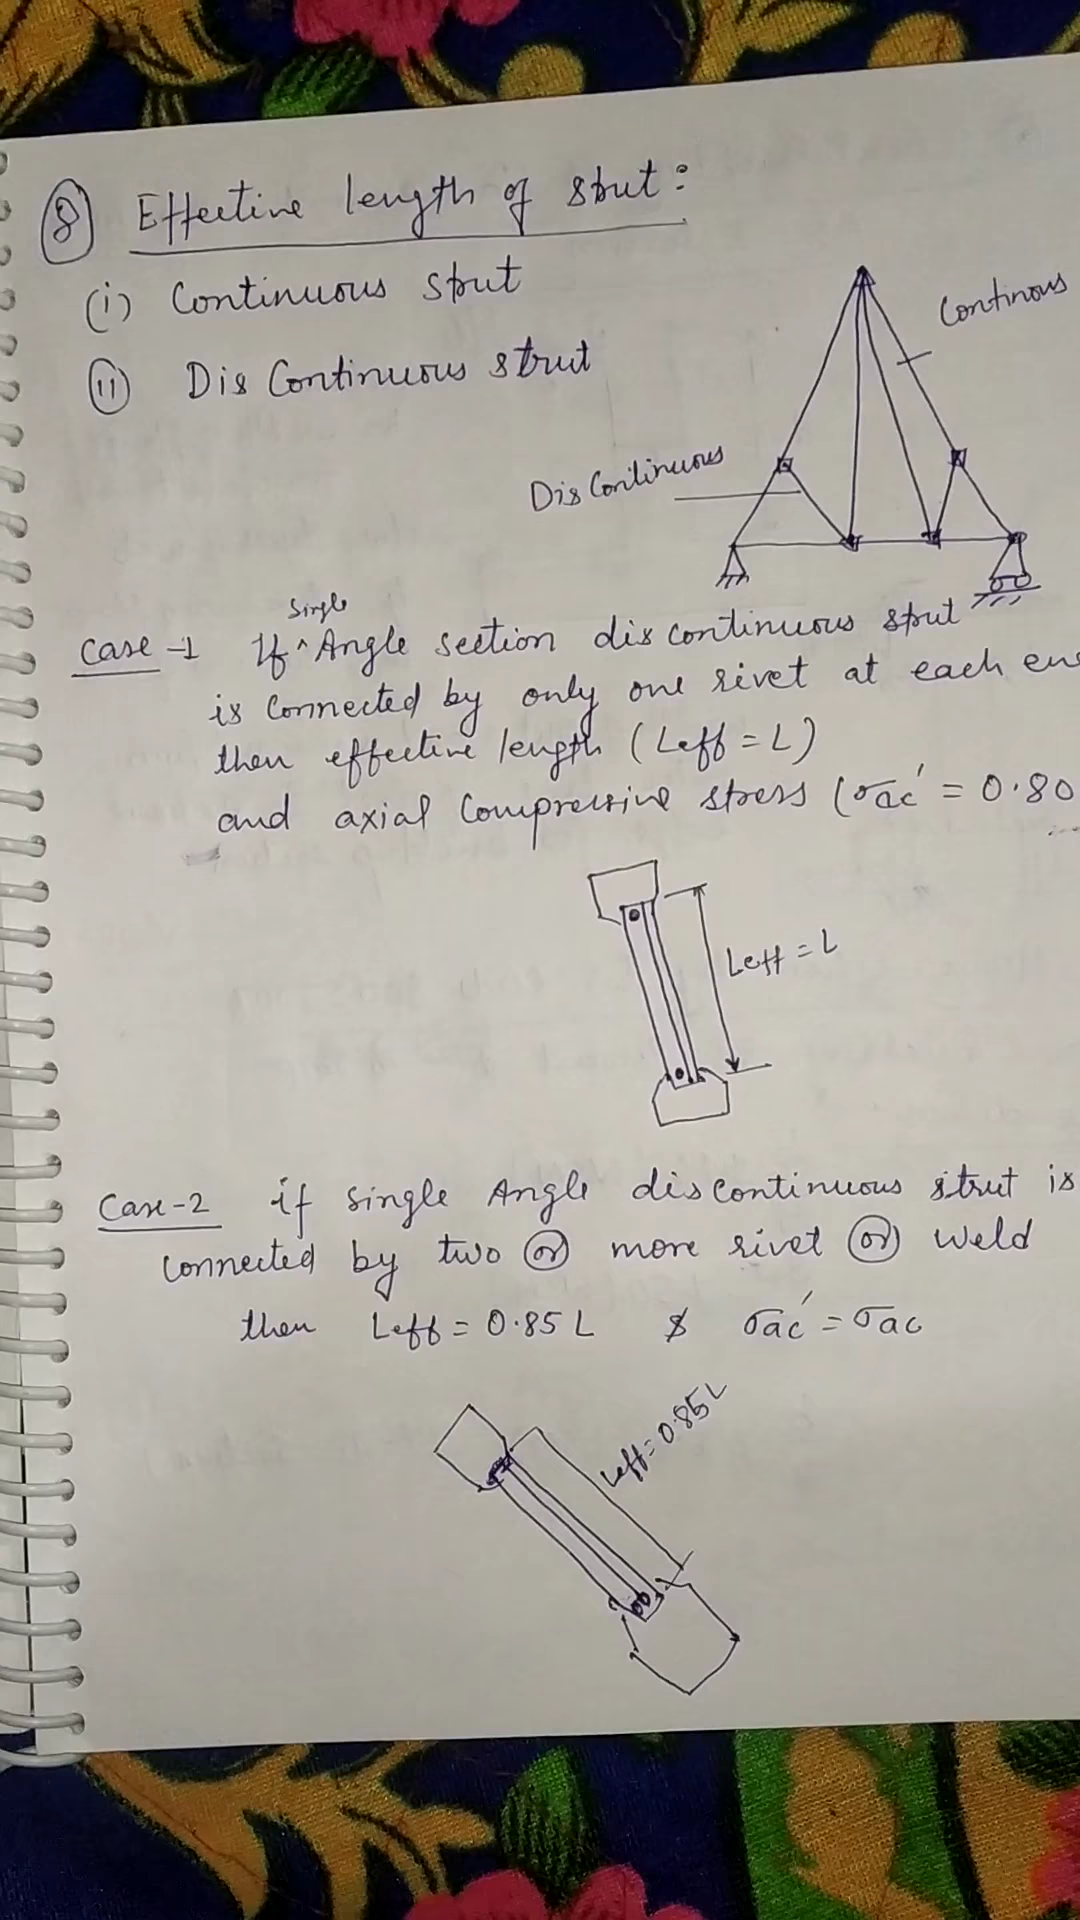 8 Effective length of strut :
(i) Continuous strut
(ii) Dis Continuous strut
Continous
Dis Continuous
Case -1 If ^ Single Angle section dis continuous strut
is Connected by only one rivet at each
then effective length (Leff = L)
and axial Compressive stress (σac' = 0.80
Leff = L
Case-2 if single Angle discontinuous strut is
Connected by two or more rivet or weld
then Leff = 0.85 L & σac' = σac
Leff = 0.85L